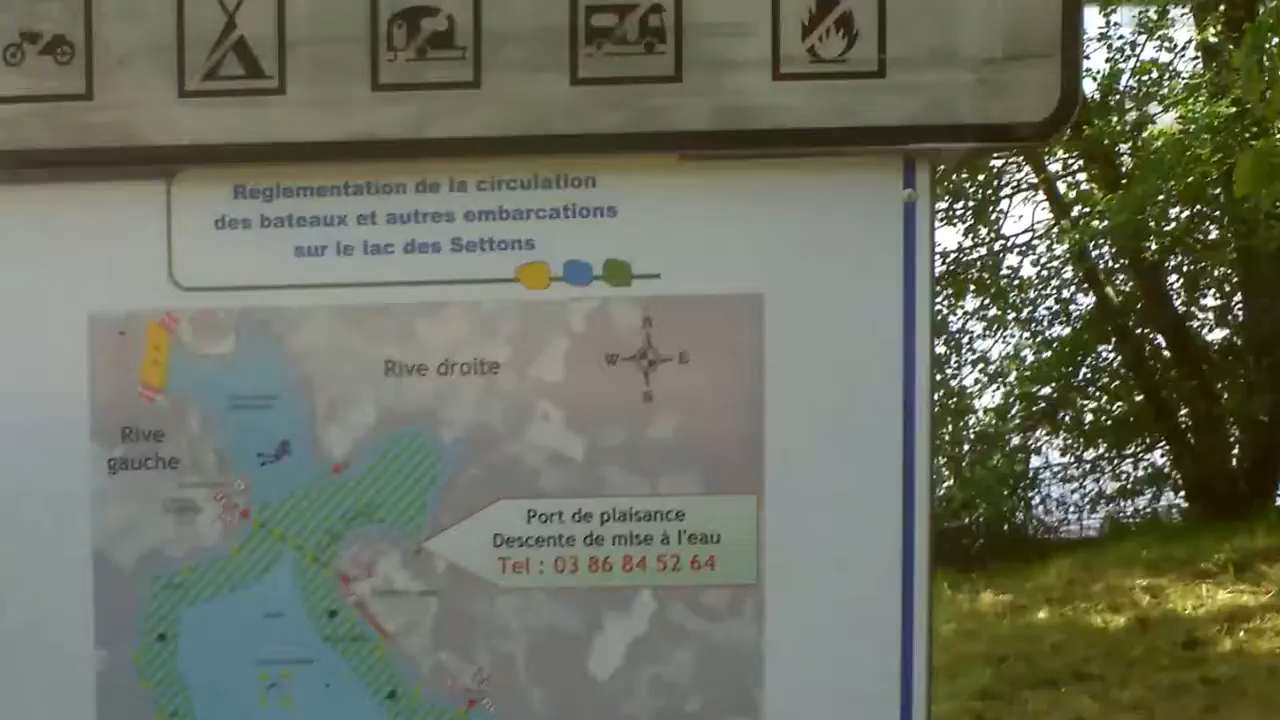 Réglementation de la circulation
des bateaux et autres embarcations
sur le lac des Settons
N
W E
S
Rive droite
Rive
gauche
Port de plaisance
Descente de mise à l'eau
Tel : 03 86 84 52 64